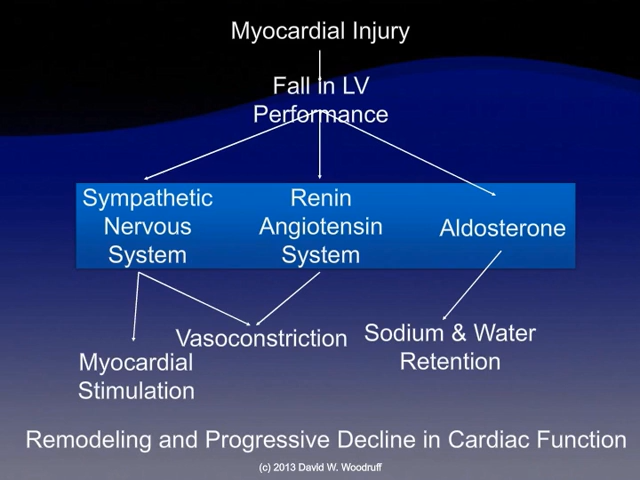 Myocardial Injury
Fall in LV
Performance
Sympathetic
Nervous
System
Renin
Angiotensin
System
Aldosterone
Vasoconstriction
Myocardial
Stimulation
Sodium & Water
Retention
Remodeling and Progressive Decline in Cardiac Function
(c) 2013 David W. Woodruff